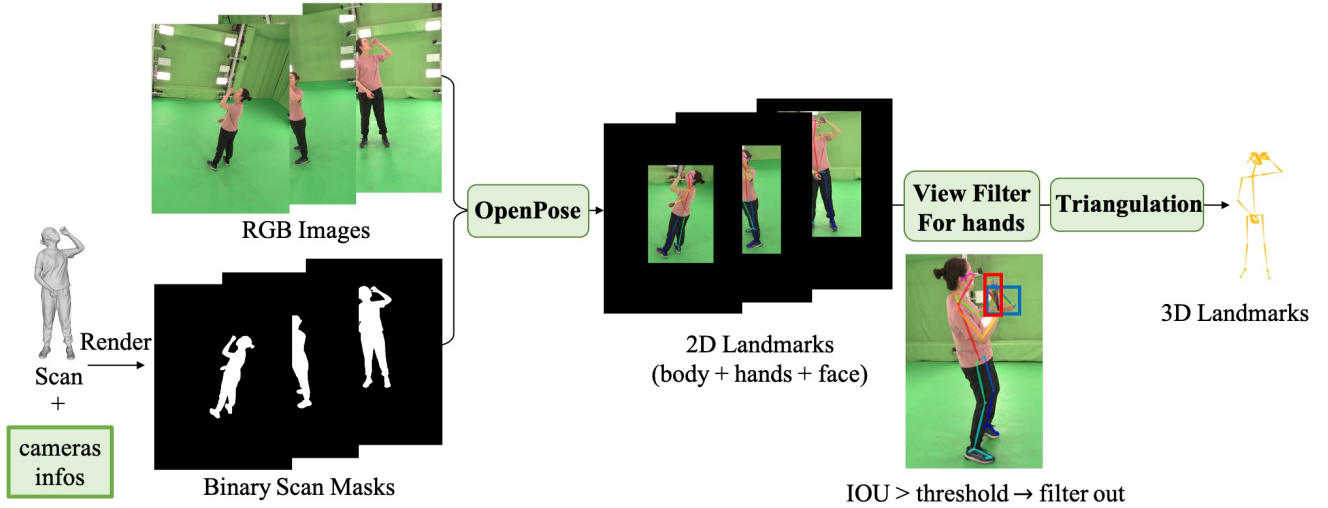 RGB Images
Scan
+
cameras
infos
Render
Binary Scan Masks
OpenPose
2D Landmarks
(body + hands + face)
View Filter
For hands
IOU > threshold → filter out
Triangulation
3D Landmarks